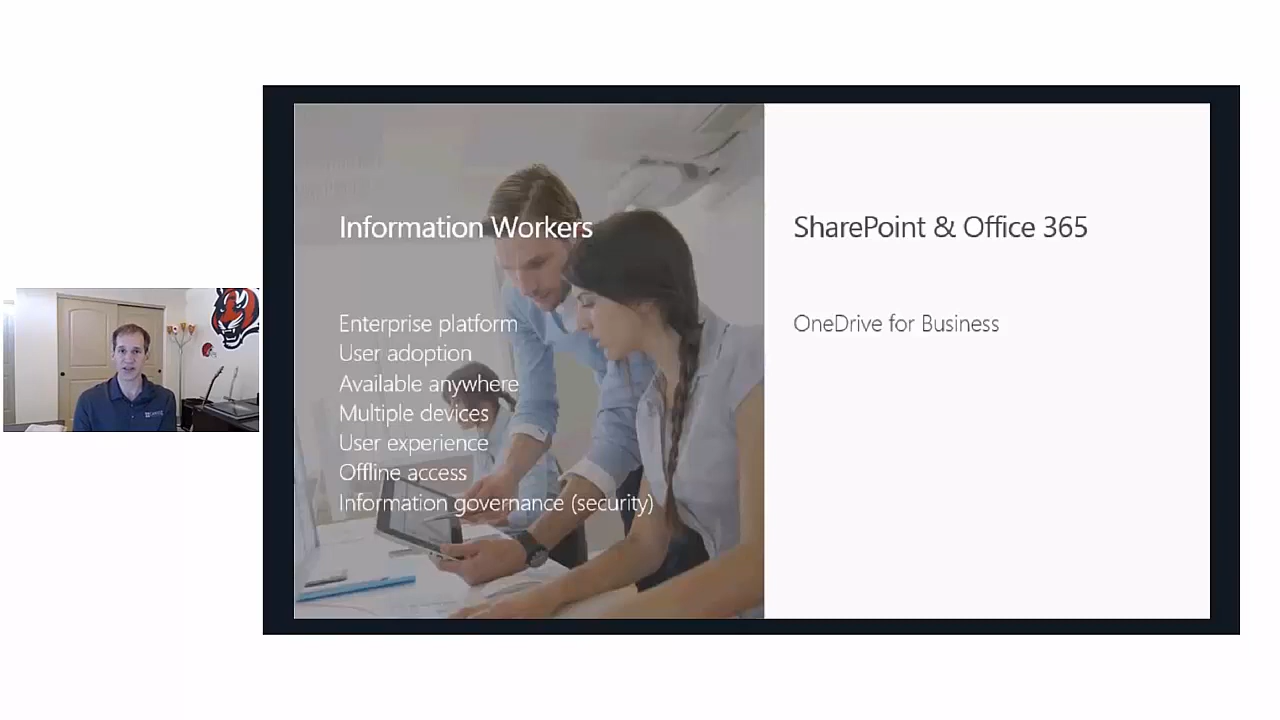 Information Workers
Enterprise platform
User adoption
Available anywhere
Multiple devices
User experience
Offline access
Information governance (security)
SharePoint & Office 365
OneDrive for Business